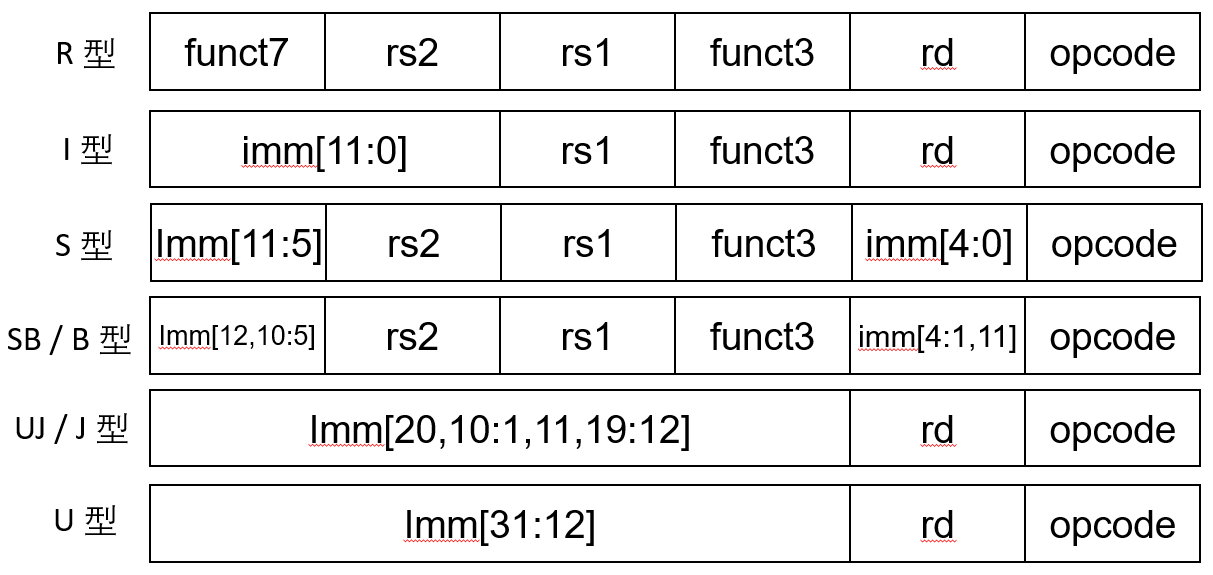 R 型 funct7 rs2 rs1 funct3 rd opcode
I 型 imm[11:0] rs1 funct3 rd opcode
S 型 Imm[11:5] rs2 rs1 funct3 imm[4:0] opcode
SB / B 型 Imm[12,10:5] rs2 rs1 funct3 imm[4:1,11] opcode
UJ / J 型 Imm[20,10:1,11,19:12] rd opcode
U 型 Imm[31:12] rd opcode